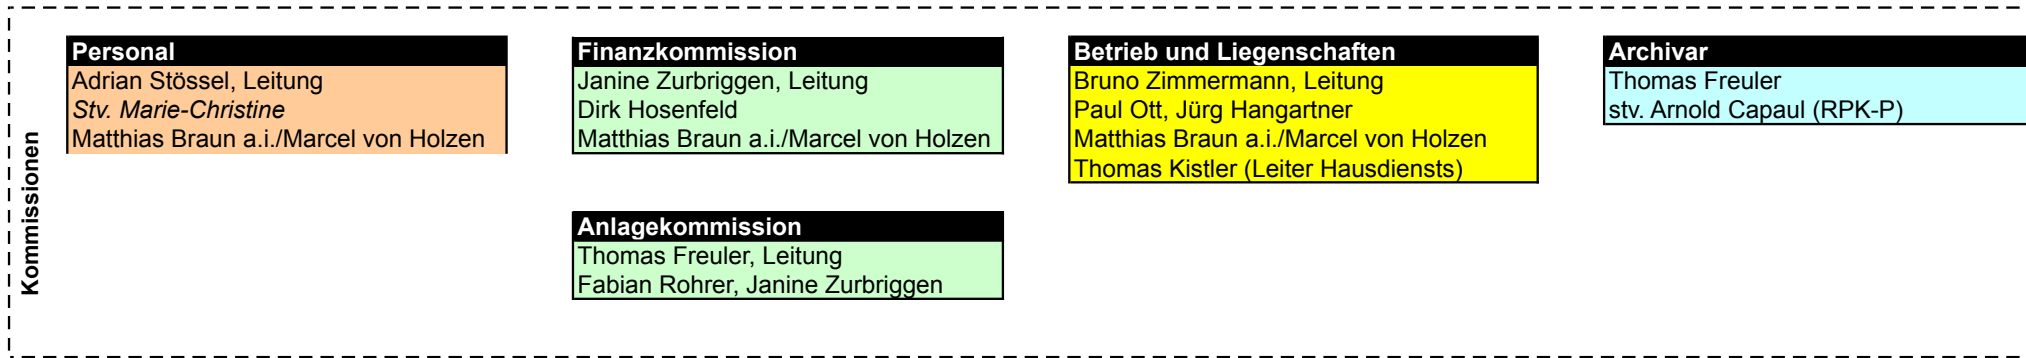 Kommissionen
Personal
Adrian Stössel, Leitung
Stv. Marie-Christine
Matthias Braun a.i./Marcel von Holzen
Finanzkommission
Janine Zurbriggen, Leitung
Dirk Hosenfeld
Matthias Braun a.i./Marcel von Holzen
Anlagekommission
Thomas Freuler, Leitung
Fabian Rohrer, Janine Zurbriggen
Betrieb und Liegenschaften
Bruno Zimmermann, Leitung
Paul Ott, Jürg Hangartner
Matthias Braun a.i./Marcel von Holzen
Thomas Kistler (Leiter Hausdiensts)
Archivar
Thomas Freuler
stv. Arnold Capaul (RPK-P)